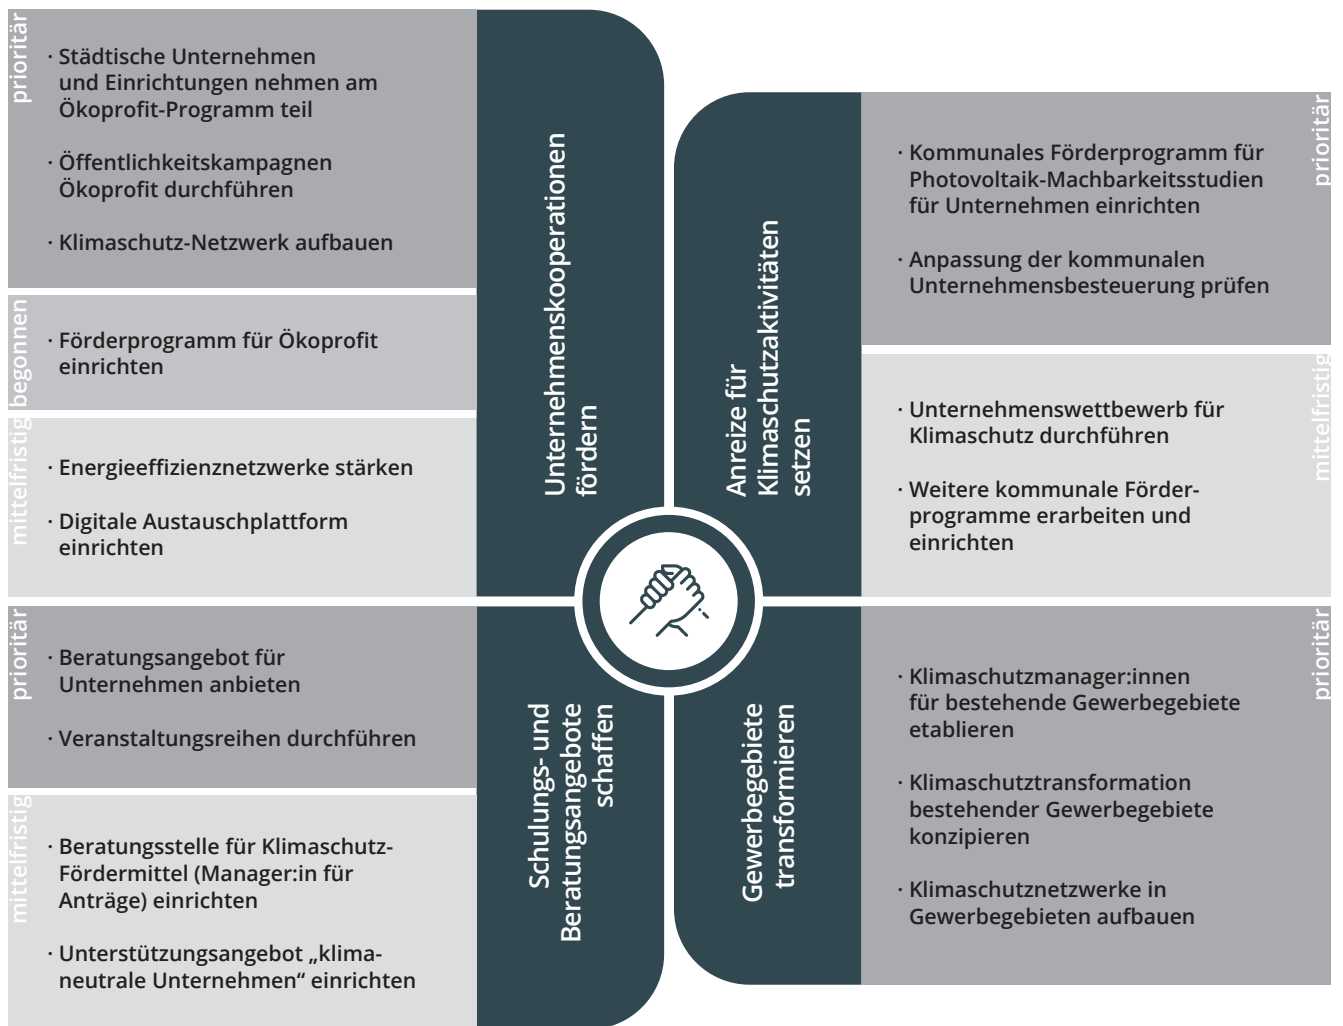 prioritär
· Städtische Unternehmen
und Einrichtungen nehmen am
Ökoprofit-Programm teil
· Öffentlichkeitskampagnen
Ökoprofit durchführen
· Klimaschutz-Netzwerk aufbauen
begonnen
· Förderprogramm für Ökoprofit
einrichten
mittelfristig
· Energieeffizienznetzwerke stärken
· Digitale Austauschplattform
einrichten
Unternehmenskooperationen
fördern
Anreize für
Klimaschutzaktivitäten
setzen
prioritär
· Kommunales Förderprogramm für
Photovoltaik-Machbarkeitsstudien
für Unternehmen einrichten
· Anpassung der kommunalen
Unternehmensbesteuerung prüfen
mittelfristig
· Unternehmenswettbewerb für
Klimaschutz durchführen
· Weitere kommunale Förder-
programme erarbeiten und
einrichten
prioritär
· Beratungsangebot für
Unternehmen anbieten
· Veranstaltungsreihen durchführen
mittelfristig
· Beratungsstelle für Klimaschutz-
Fördermittel (Manager:in für
Anträge) einrichten
· Unterstützungsangebot „klima-
neutrale Unternehmen“ einrichten
Schulungs- und
Beratungsangebote
schaffen
Gewerbegebiete
transformieren
prioritär
· Klimaschutzmanager:innen
für bestehende Gewerbegebiete
etablieren
· Klimaschutztransformation
bestehender Gewerbegebiete
konzipieren
· Klimaschutznetzwerke in
Gewerbegebieten aufbauen